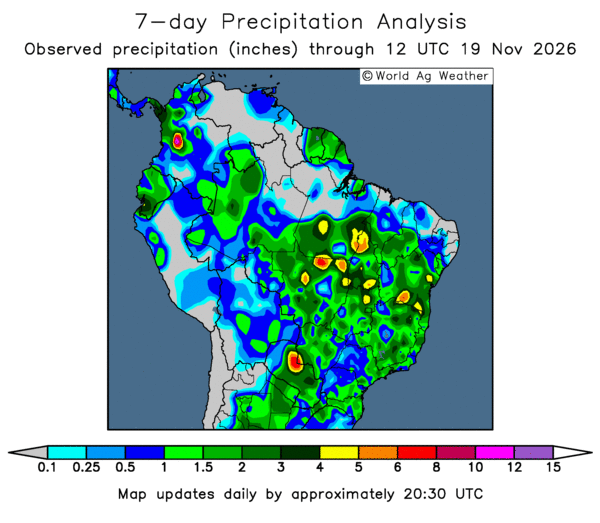 7-day Precipitation Analysis
Observed precipitation (inches) through 12 UTC 19 Nov 2026
©World Ag Weather
0.1 0.25 0.5 1 1.5 2 3 4 5 6 8 10 12 15
Map updates daily by approximately 20:30 UTC